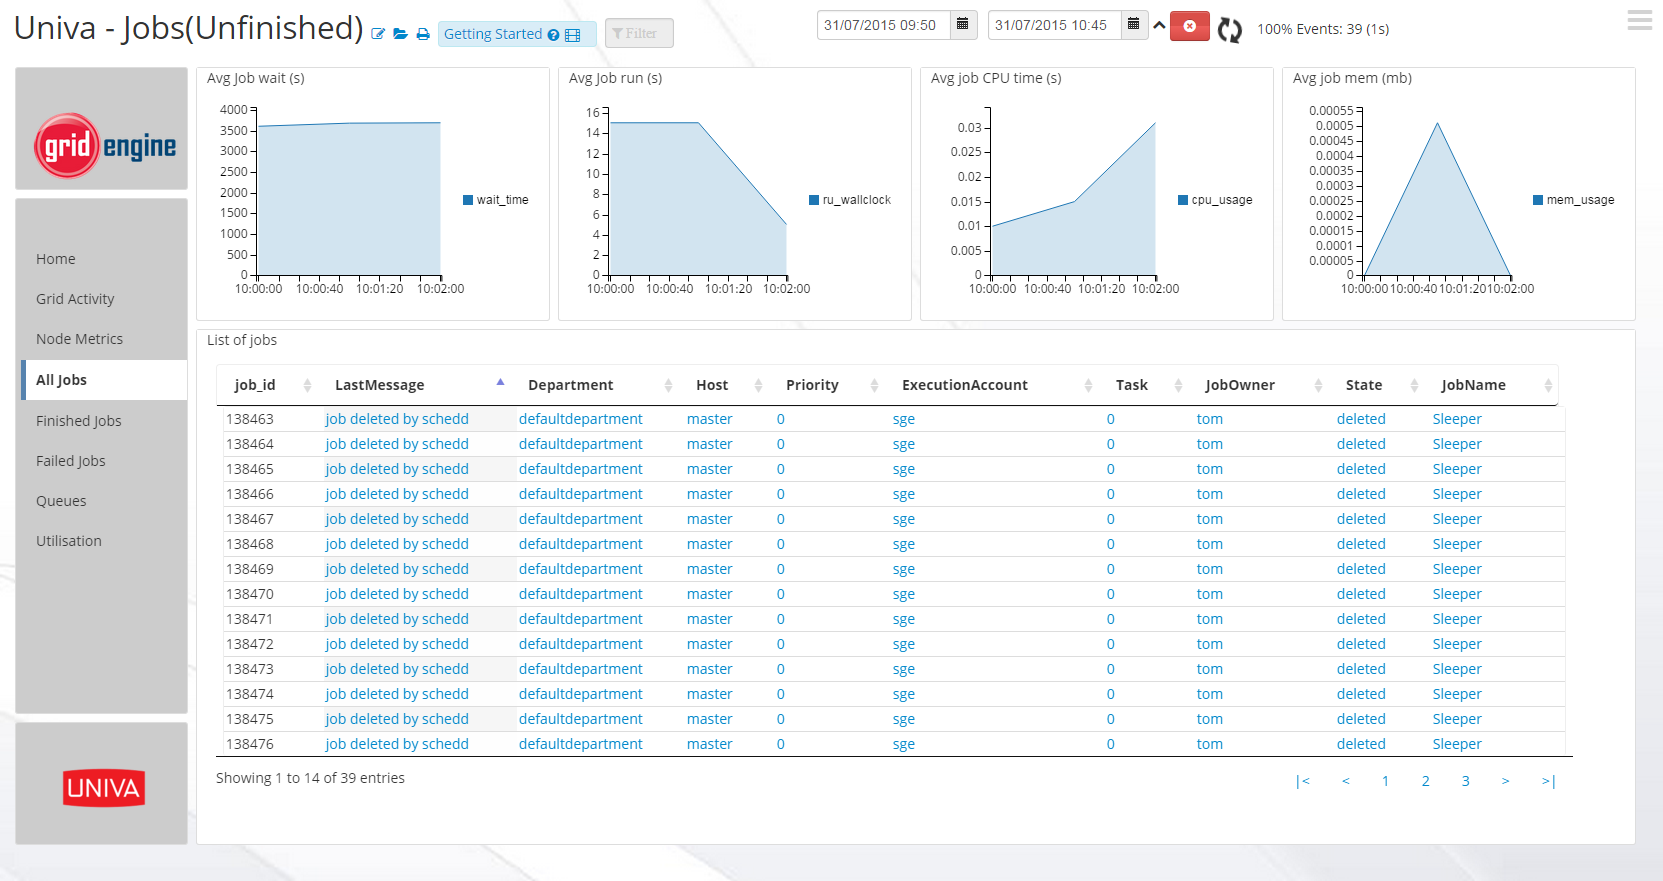 Univa - Jobs(Unfinished)
Getting Started
Filter
31/07/2015 09:50
31/07/2015 10:45
100% Events: 39 (1s)
grid engine
Home
Grid Activity
Node Metrics
All Jobs
Finished Jobs
Failed Jobs
Queues
Utilisation
UNIVA
Avg Job wait (s)
4000
3500
3000
2500
2000
1500
1000
500
0
10:00:00 10:00:40 10:01:20 10:02:00
wait_time
Avg Job run (s)
16
14
12
10
8
6
4
2
0
10:00:00 10:00:40 10:01:20 10:02:00
ru_wallclock
Avg job CPU time (s)
0.03
0.025
0.02
0.015
0.01
0.005
0
10:00:00 10:00:40 10:01:20 10:02:00
cpu_usage
Avg job mem (mb)
0.00055
0.0005
0.00045
0.0004
0.00035
0.0003
0.00025
0.0002
0.00015
0.0001
0.00005
0
10:00:00 10:00:40 10:01:20 10:02:00
mem_usage
List of jobs
job_id LastMessage Department Host Priority ExecutionAccount Task JobOwner State JobName
138463 job deleted by schedd defaultdepartment master 0 sge 0 tom deleted Sleeper
138464 job deleted by schedd defaultdepartment master 0 sge 0 tom deleted Sleeper
138465 job deleted by schedd defaultdepartment master 0 sge 0 tom deleted Sleeper
138466 job deleted by schedd defaultdepartment master 0 sge 0 tom deleted Sleeper
138467 job deleted by schedd defaultdepartment master 0 sge 0 tom deleted Sleeper
138468 job deleted by schedd defaultdepartment master 0 sge 0 tom deleted Sleeper
138469 job deleted by schedd defaultdepartment master 0 sge 0 tom deleted Sleeper
138470 job deleted by schedd defaultdepartment master 0 sge 0 tom deleted Sleeper
138471 job deleted by schedd defaultdepartment master 0 sge 0 tom deleted Sleeper
138472 job deleted by schedd defaultdepartment master 0 sge 0 tom deleted Sleeper
138473 job deleted by schedd defaultdepartment master 0 sge 0 tom deleted Sleeper
138474 job deleted by schedd defaultdepartment master 0 sge 0 tom deleted Sleeper
138475 job deleted by schedd defaultdepartment master 0 sge 0 tom deleted Sleeper
138476 job deleted by schedd defaultdepartment master 0 sge 0 tom deleted Sleeper
Showing 1 to 14 of 39 entries
|< < 1 2 3 > >|